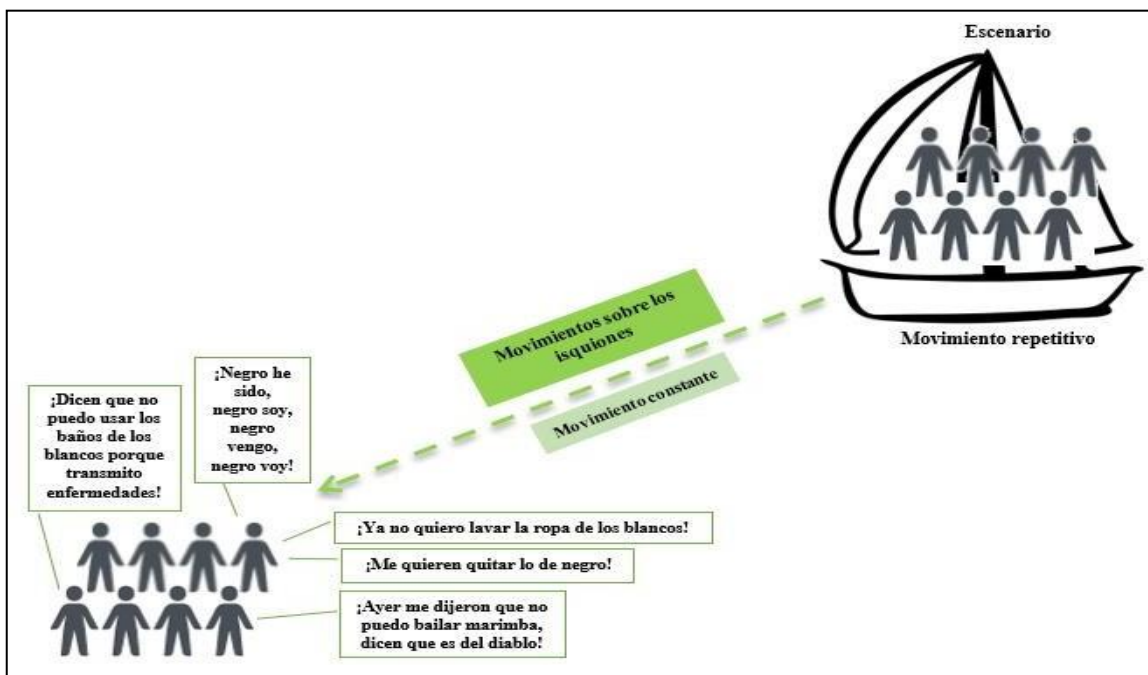 Escenario
Movimiento repetitivo
Movimientos sobre los
isquiones
Movimiento constante
¡Negro he
sido,
negro soy,
negro
vengo,
negro voy!
¡Dicen que no
puedo usar los
baños de los
blancos porque
transmito
enfermedades!
¡Ya no quiero lavar la ropa de los blancos!
¡Me quieren quitar lo de negro!
¡Ayer me dijeron que no
puedo bailar marimba,
dicen que es del diablo!